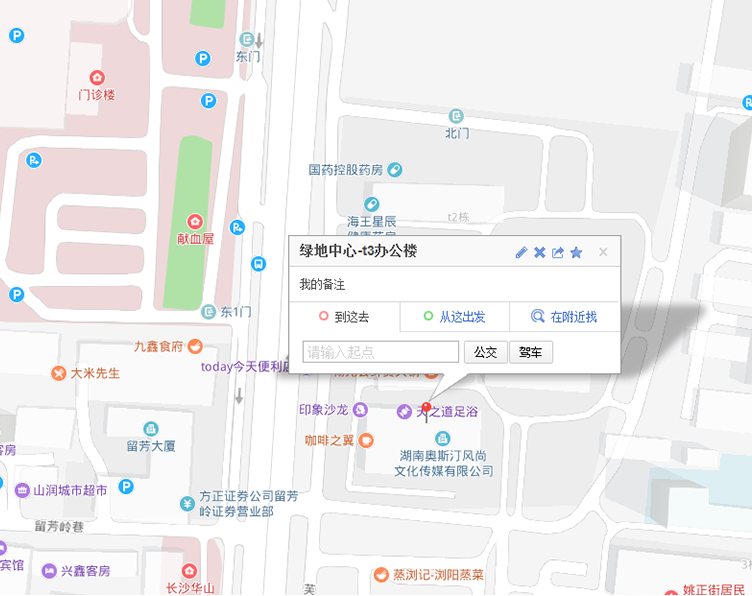 东门
门诊楼
北门
国药控股药房
t2栋
海王星辰
献血屋
绿地中心-t3办公楼
我的备注
到这去
从这出发
在附近找
请输入起点
公交
驾车
东1门
九鑫食府
today今天便利店
大米先生
印象沙龙
天之道足浴
咖啡之翼
留芳大厦
湖南奥斯汀风尚
文化传媒有限公司
客房
山润城市超市
方正证券公司留芳
岭证券营业部
留芳岭巷
宾馆
兴鑫客房
长沙华山
芙
蒸浏记-浏阳蒸菜
姚正街居民